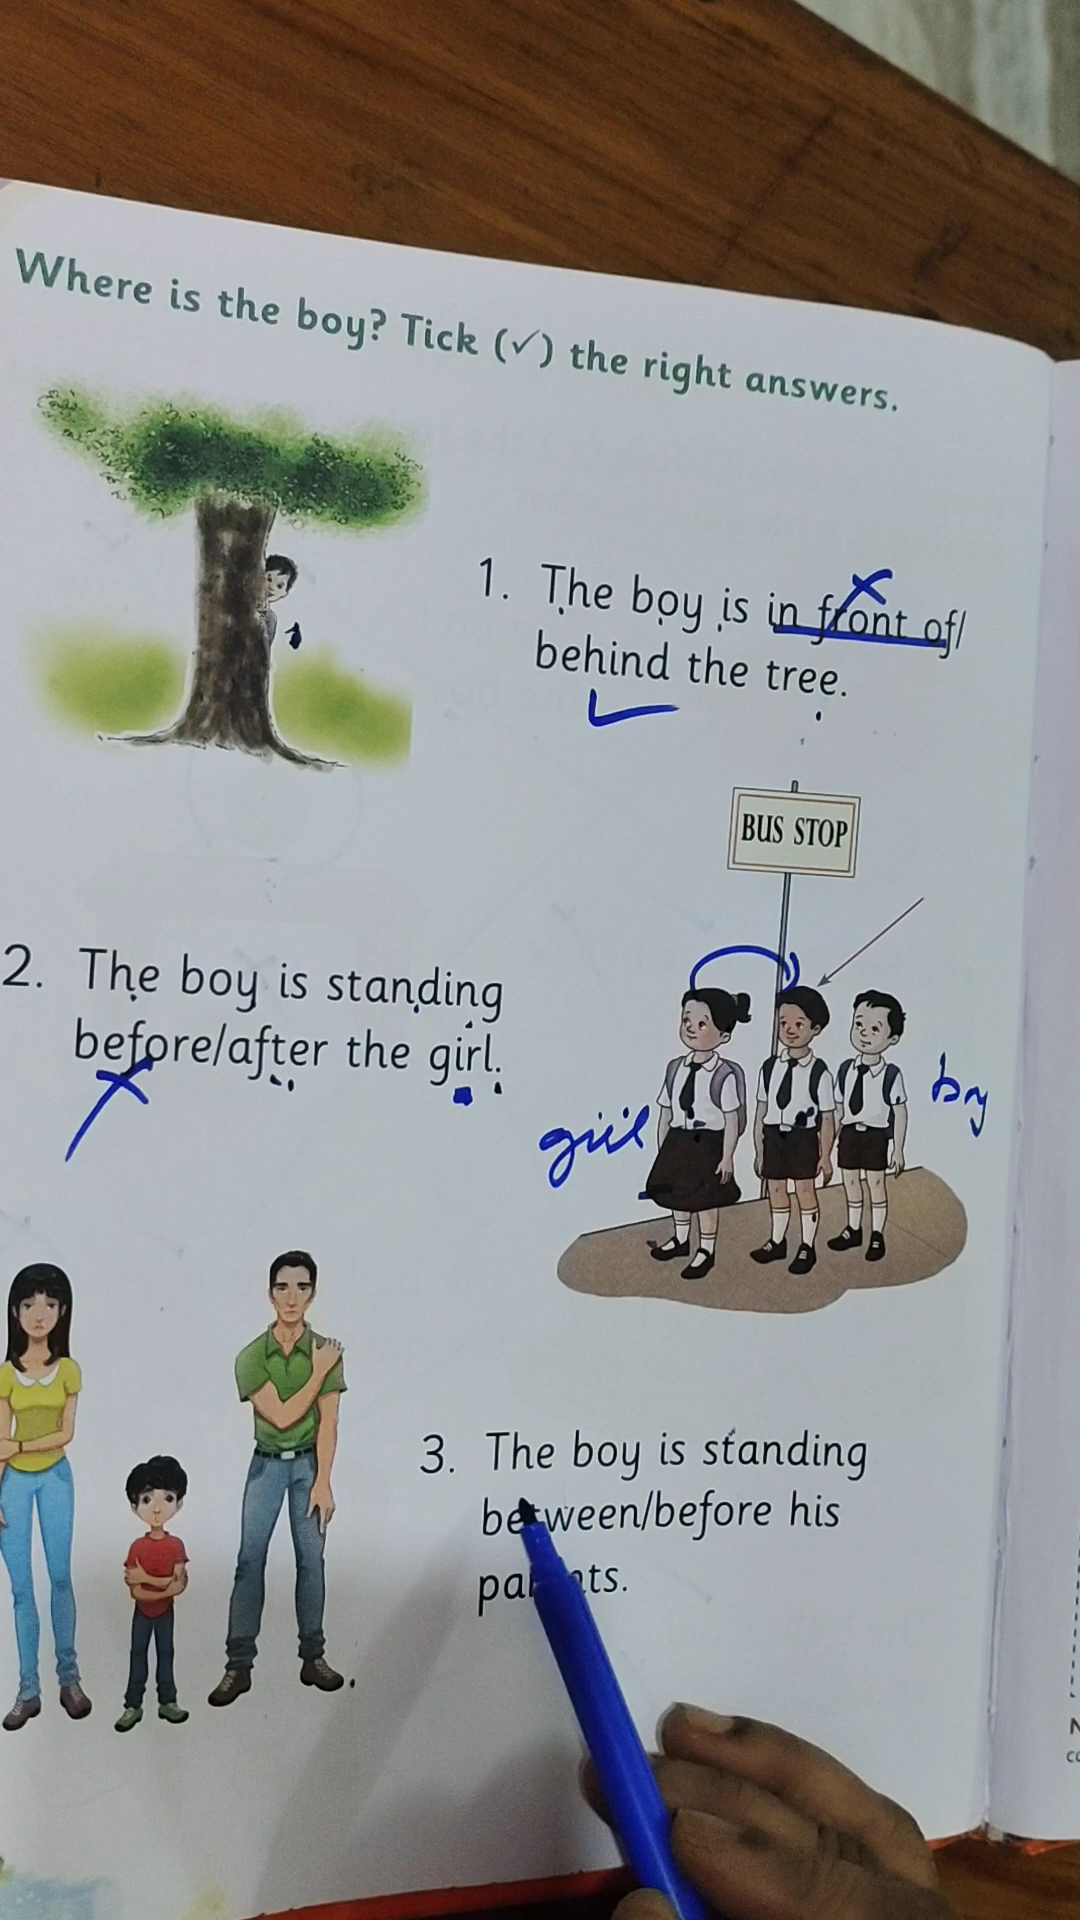 Where is the boy? Tick (✓) the right answers.
1. The boy is in front of/
behind the tree.
BUS STOP
2. The boy is standing
before/after the girl.
girl
boy
3. The boy is standing
between/before his
parents.